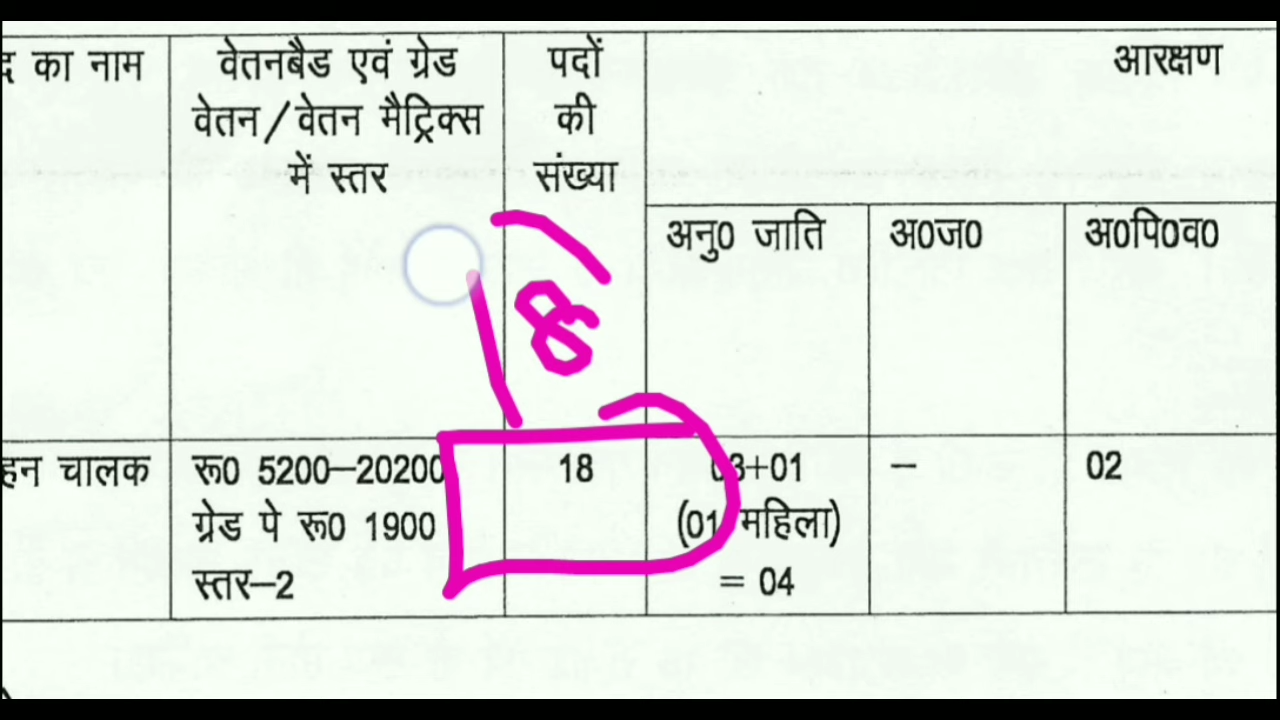 द का नाम
वेतनबैड एवं ग्रेड
वेतन/वेतन मैट्रिक्स
में स्तर
पदों
की
संख्या
आरक्षण
अनु0 जाति
अ0ज0
अ0पि0व0
8
हन चालक
रू0 5200–20200
ग्रेड पे रू0 1900
स्तर–2
18
03+01
(01 महिला)
= 04
–
02